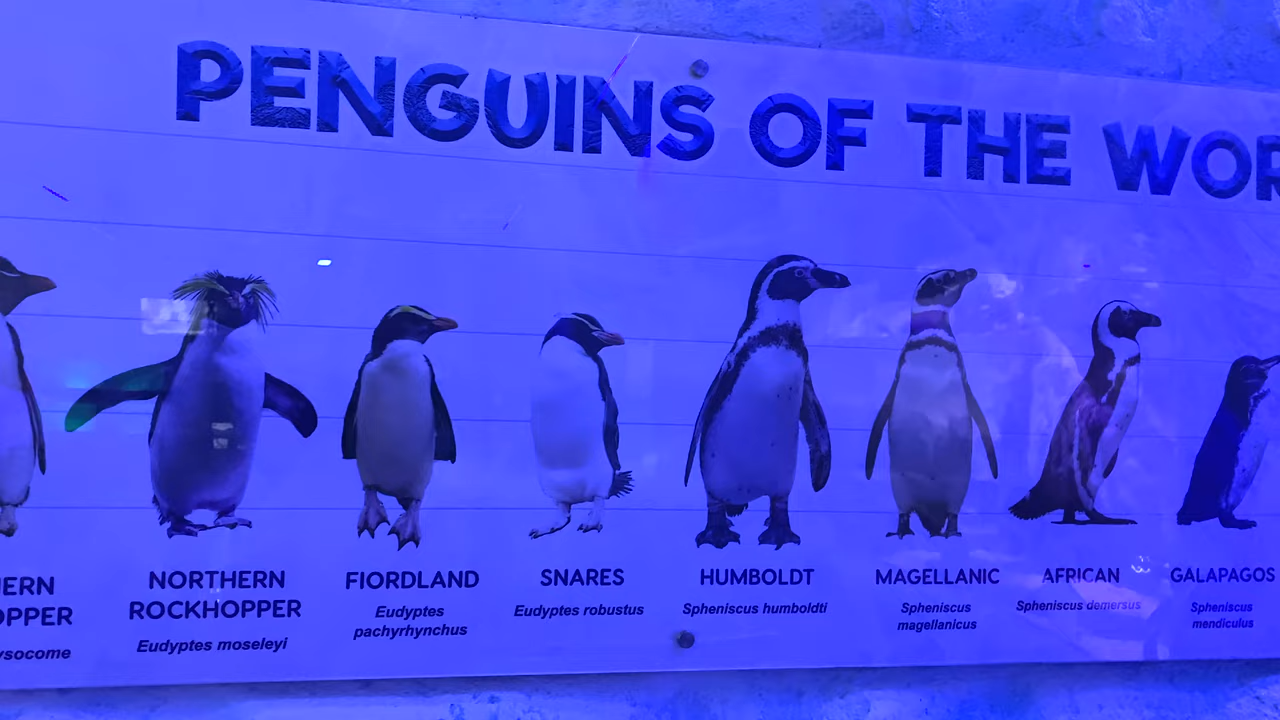 PENGUINS OF THE WOR
ERN
OPPER
ysocome
NORTHERN
ROCKHOPPER
Eudyptes moseleyi
FIORDLAND
Eudyptes
pachyrhynchus
SNARES
Eudyptes robustus
HUMBOLDT
Spheniscus humboldti
MAGELLANIC
Spheniscus
magellanicus
AFRICAN
Spheniscus demersus
GALAPAGOS
Spheniscus
mendiculus